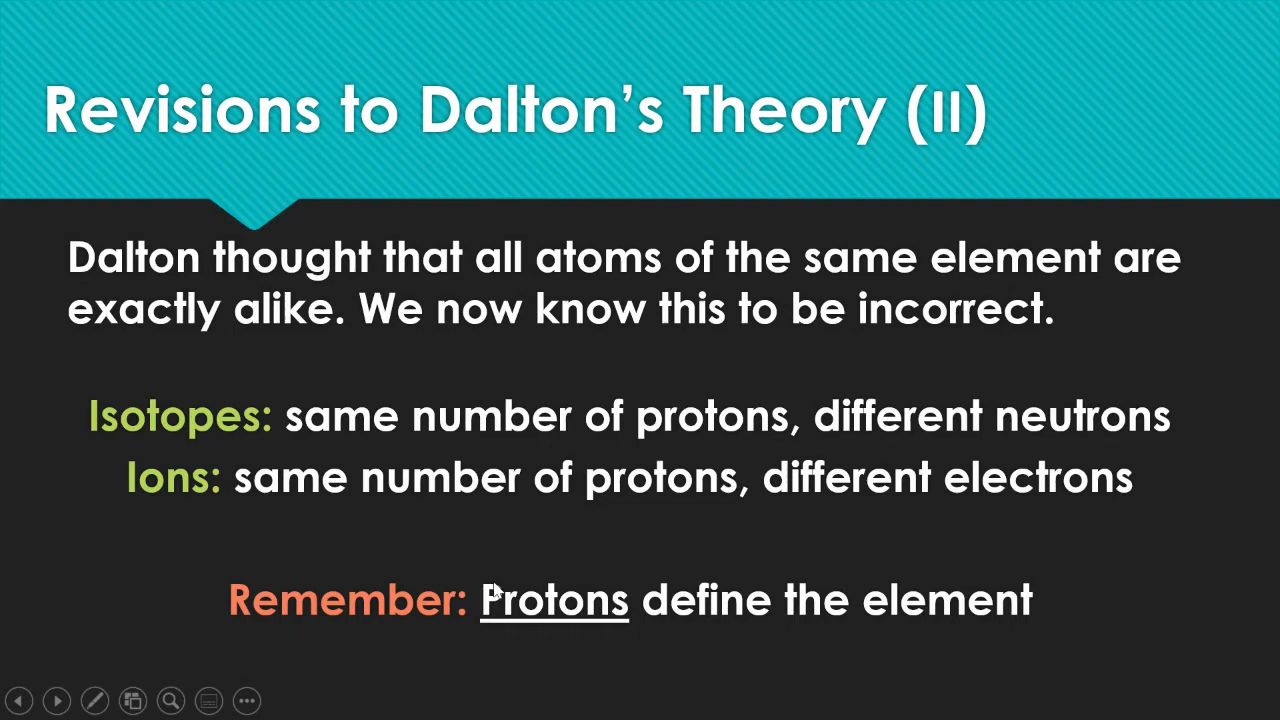 Revisions to Dalton’s Theory (II)
Dalton thought that all atoms of the same element are
exactly alike. We now know this to be incorrect.
Isotopes: same number of protons, different neutrons
Ions: same number of protons, different electrons
Remember: Protons define the element